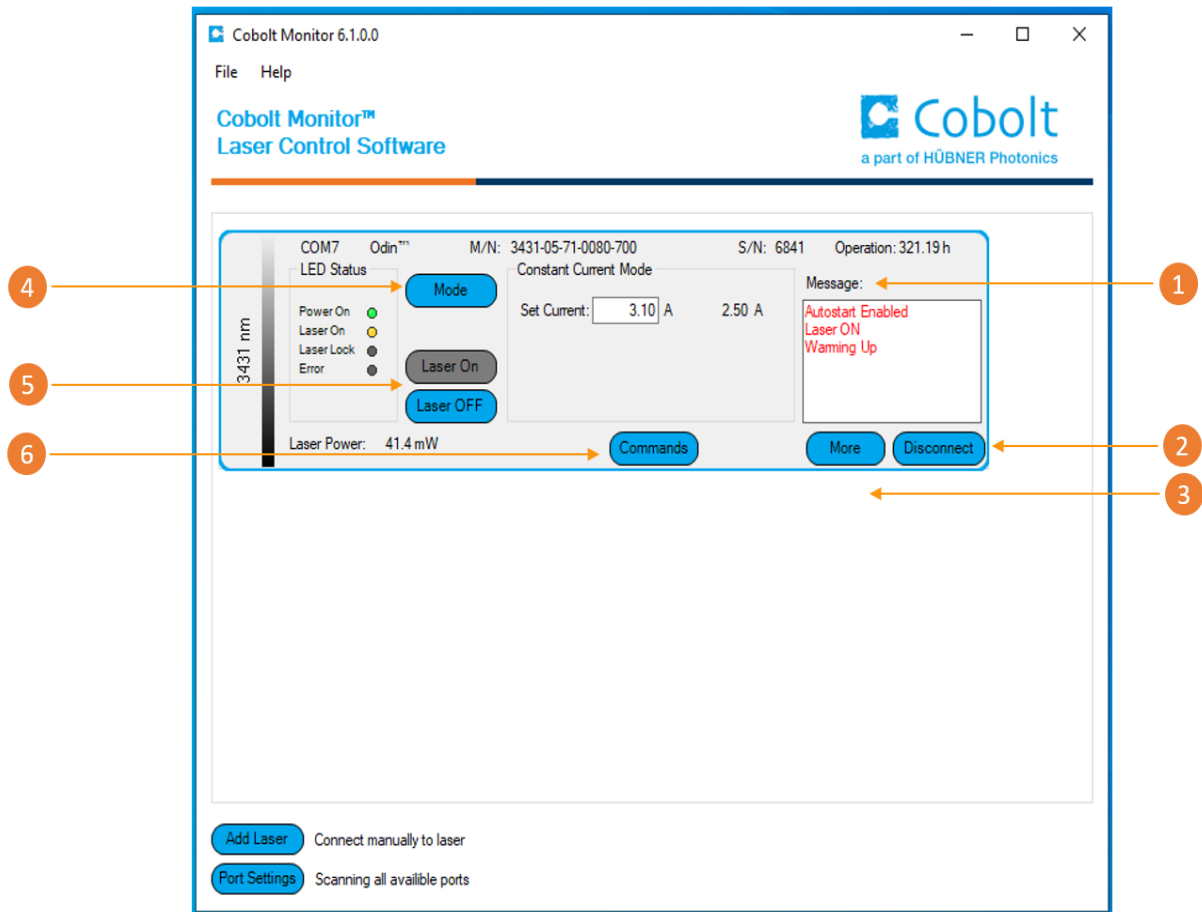 Cobolt Monitor 6.1.0.0
File Help
Cobolt Monitor™
Laser Control Software
Cobolt
a part of HÜBNER Photonics
COM7 Odin™ M/N: 3431-05-71-0080-700 S/N: 6841 Operation: 321.19 h
3431 nm
LED Status
Power On
Laser On
Laser Lock
Error
Mode
Laser On
Laser OFF
Constant Current Mode
Set Current: 3.10 A 2.50 A
Message:
Autostart Enabled
Laser ON
Warming Up
Laser Power: 41.4 mW
Commands
More
Disconnect
4
5
6
1
2
3
Add Laser Connect manually to laser
Port Settings Scanning all availible ports